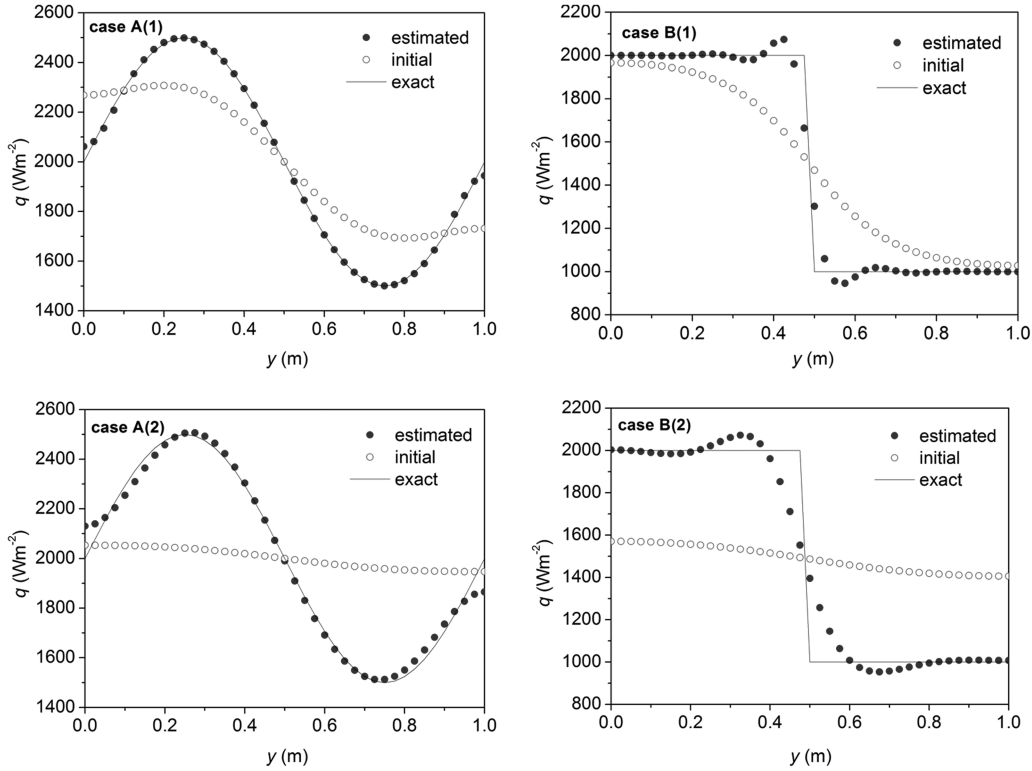 case A(1)
estimated
initial
exact
2600
2400
2200
2000
1800
1600
1400
q (Wm-2)
0.0 0.2 0.4 0.6 0.8 1.0
y (m)
case B(1)
estimated
initial
exact
2200
2000
1800
1600
1400
1200
1000
800
q (Wm-2)
0.0 0.2 0.4 0.6 0.8 1.0
y (m)
case A(2)
estimated
initial
exact
2600
2400
2200
2000
1800
1600
1400
q (Wm-2)
0.0 0.2 0.4 0.6 0.8 1.0
y (m)
case B(2)
estimated
initial
exact
2200
2000
1800
1600
1400
1200
1000
800
q (Wm-2)
0.0 0.2 0.4 0.6 0.8 1.0
y (m)